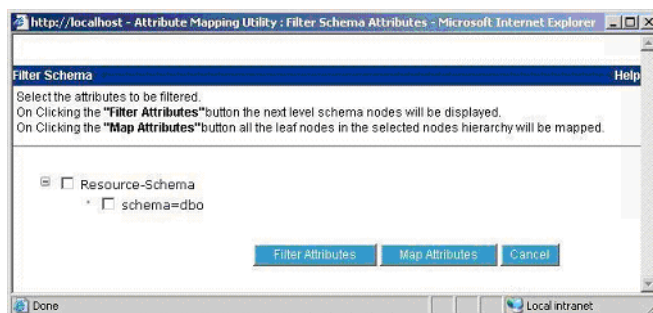 http://localhost - Attribute Mapping Utility : Filter Schema Attributes - Microsoft Internet Explorer
Filter Schema Help
Select the attributes to be filtered.
On Clicking the "Filter Attributes"button the next level schema nodes will be displayed.
On Clicking the "Map Attributes"button all the leaf nodes in the selected nodes hierarchy will be mapped.
Resource-Schema
schema=dbo
Filter Attributes Map Attributes Cancel
Done Local intranet